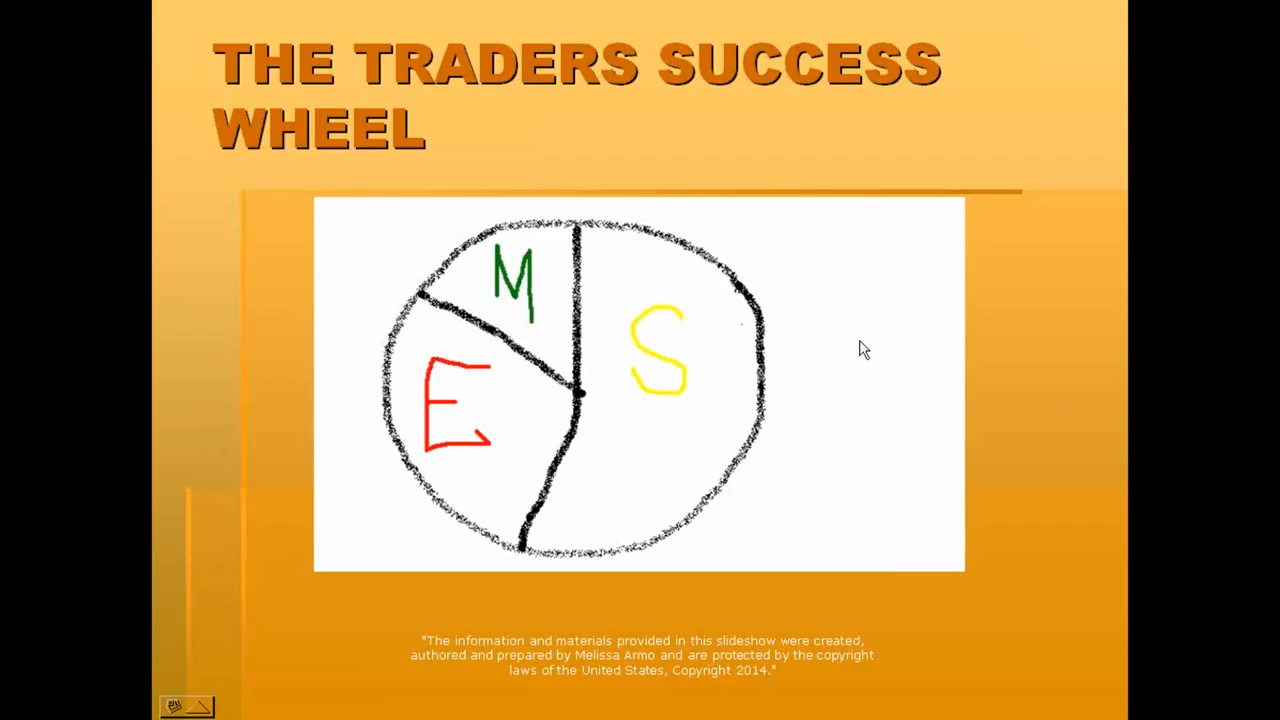 THE TRADERS SUCCESS
WHEEL
M
S
E
"The information and materials provided in this slideshow were created,
authored and prepared by Melissa Armo and are protected by the copyright
laws of the United States, Copyright 2014."